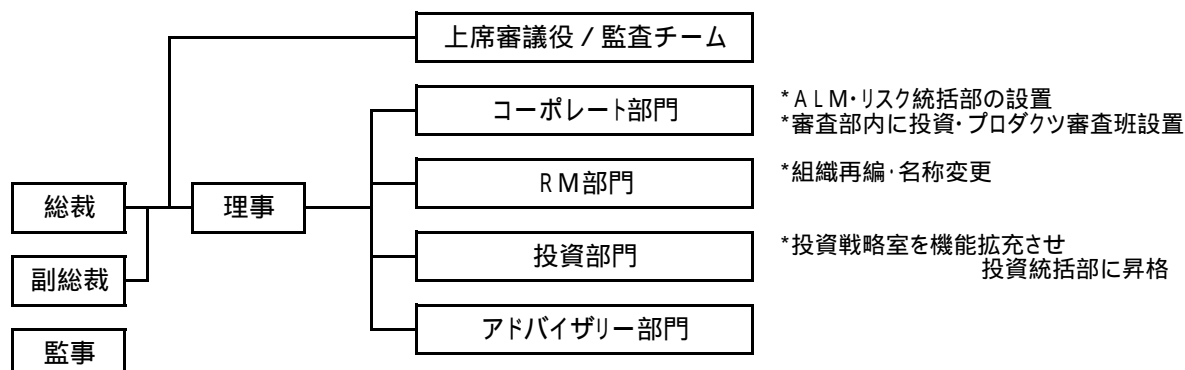 上席審議役 / 監査チーム
コーポレート部門
*ALM・リスク統括部の設置
*審査部内に投資・プロダクツ審査班設置
RM部門
*組織再編・名称変更
総裁
理事
投資部門
*投資戦略室を機能拡充させ
投資統括部に昇格
副総裁
アドバイザリー部門
監事